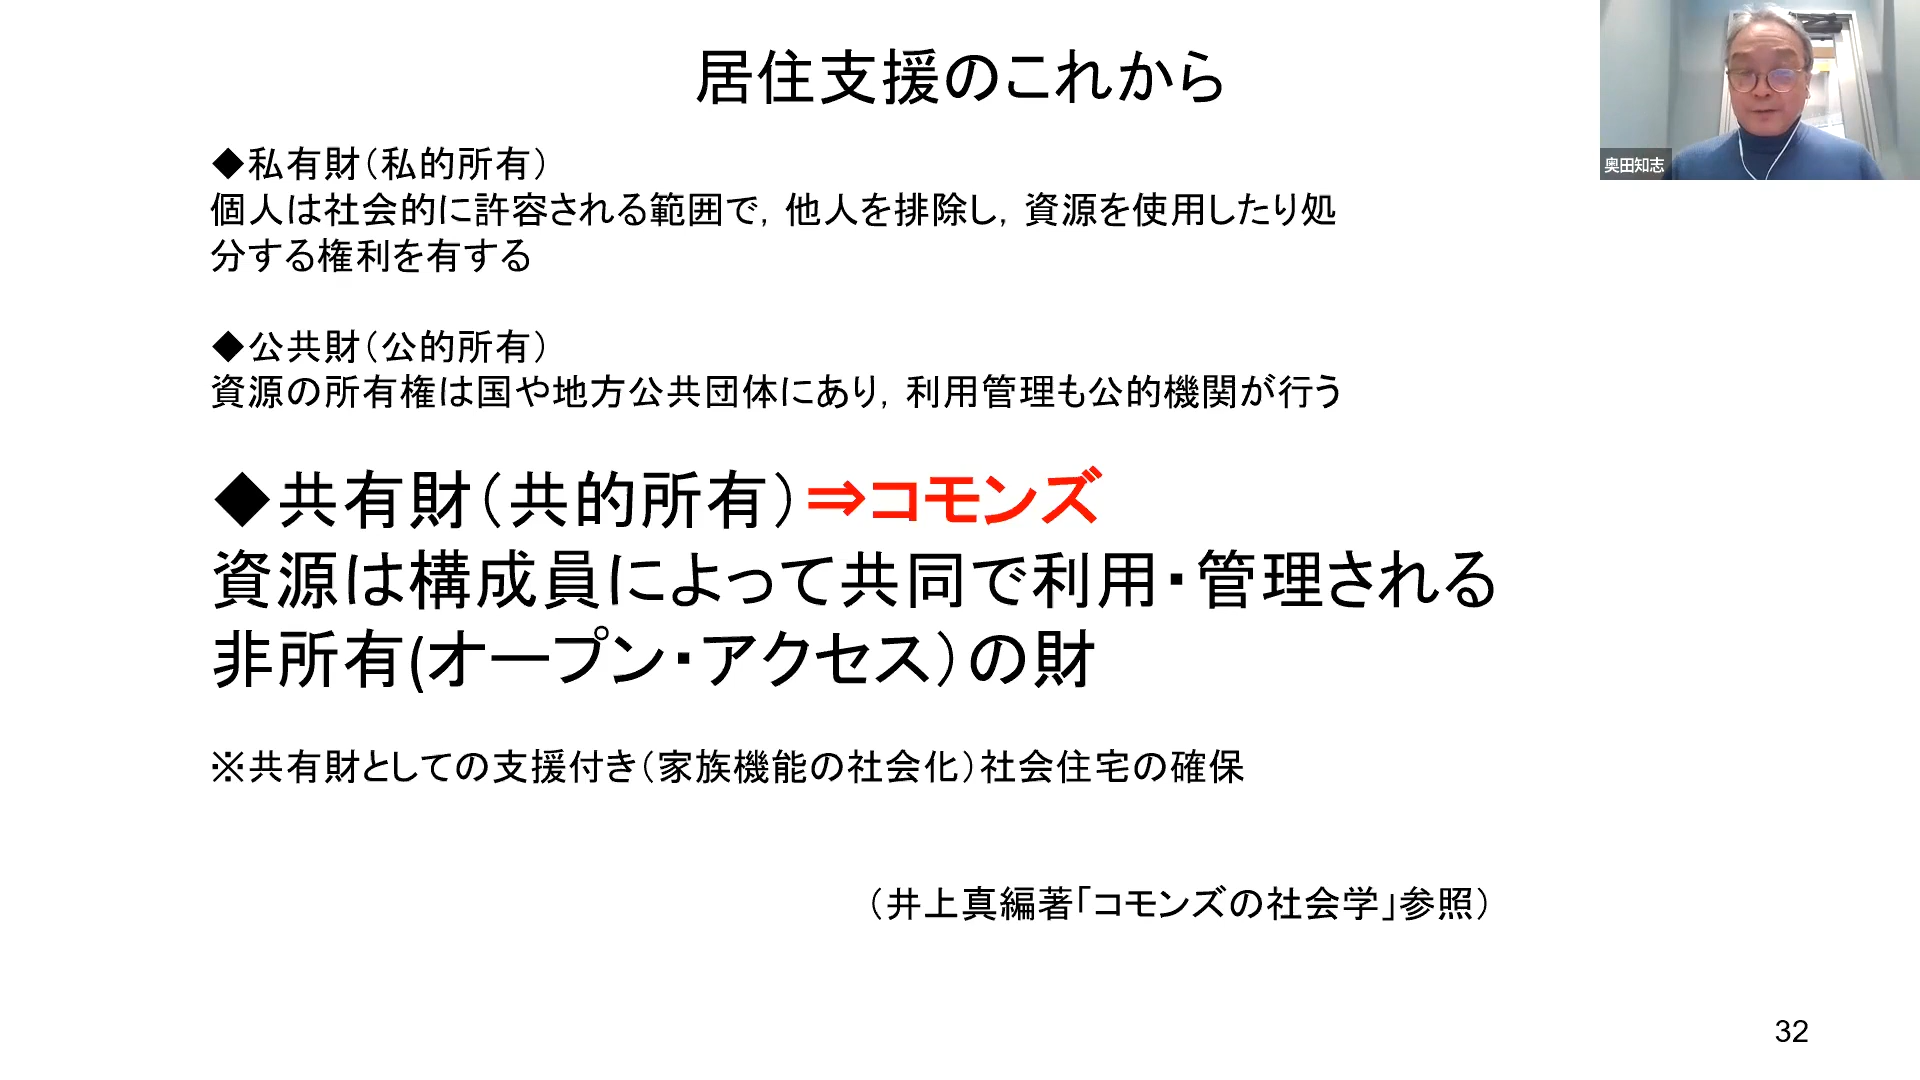 居住支援のこれから
奥田知志
◆私有財（私的所有）
個人は社会的に許容される範囲で，他人を排除し，資源を使用したり処
分する権利を有する
◆公共財（公的所有）
資源の所有権は国や地方公共団体にあり，利用管理も公的機関が行う
◆共有財（共的所有）⇒コモンズ
資源は構成員によって共同で利用・管理される
非所有(オープン・アクセス）の財
※共有財としての支援付き（家族機能の社会化）社会住宅の確保
（井上真編著「コモンズの社会学」参照）
32